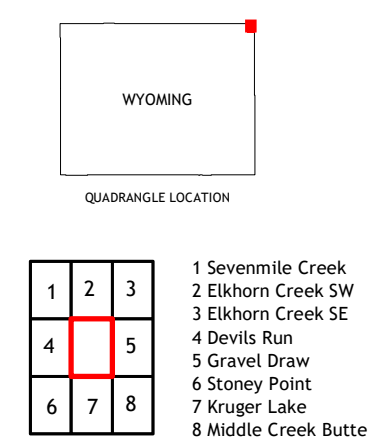 WYOMING
QUADRANGLE LOCATION
1 2 3
4 5
6 7 8
1 Sevenmile Creek
2 Elkhorn Creek SW
3 Elkhorn Creek SE
4 Devils Run
5 Gravel Draw
6 Stoney Point
7 Kruger Lake
8 Middle Creek Butte